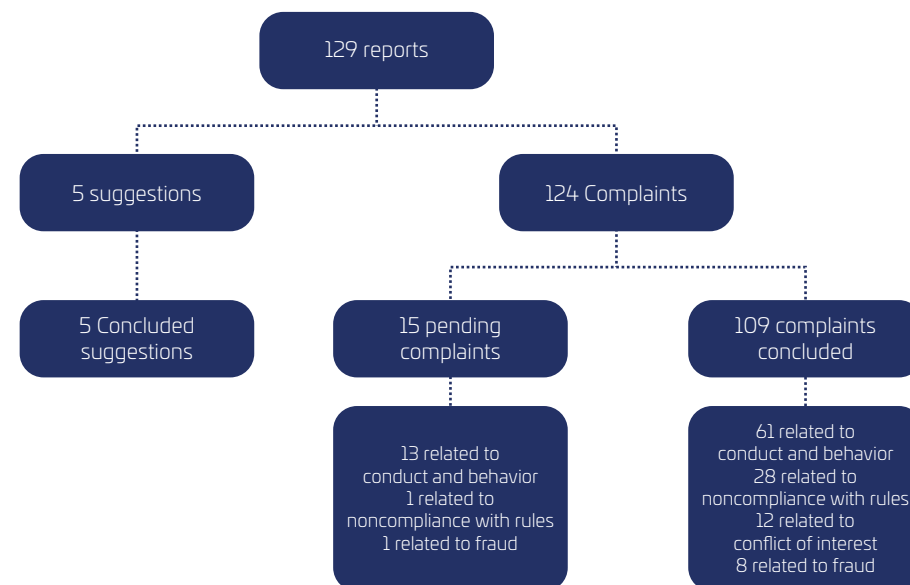 129 reports
5 suggestions
124 Complaints
5 Concluded
suggestions
15 pending
complaints
109 complaints
concluded
13 related to
conduct and behavior
1 related to
noncompliance with rules
1 related to fraud
61 related to
conduct and behavior
28 related to
noncompliance with rules
12 related to
conflict of interest
8 related to fraud